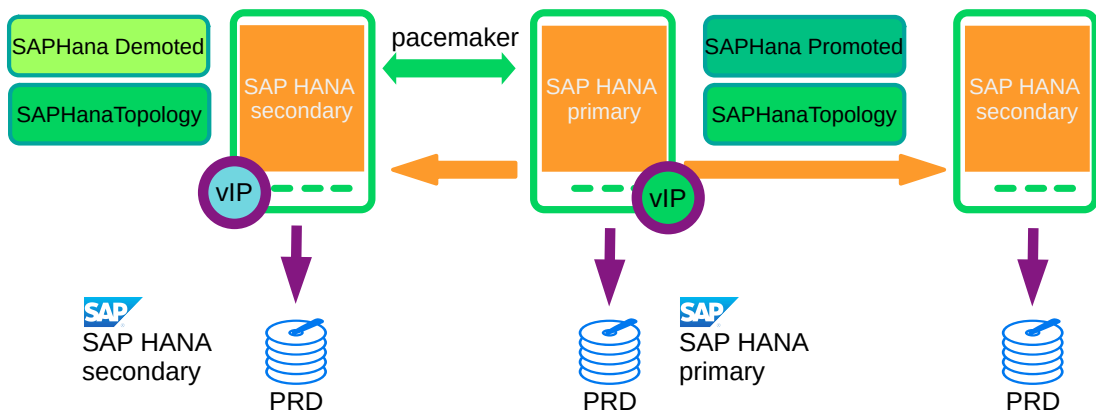 SAPHana Demoted
SAPHanaTopology
SAP HANA
secondary
pacemaker
SAP HANA
primary
SAPHana Promoted
SAPHanaTopology
SAP HANA
secondary
vIP
vIP
SAP
SAP HANA
secondary
PRD
PRD
SAP
SAP HANA
primary
PRD